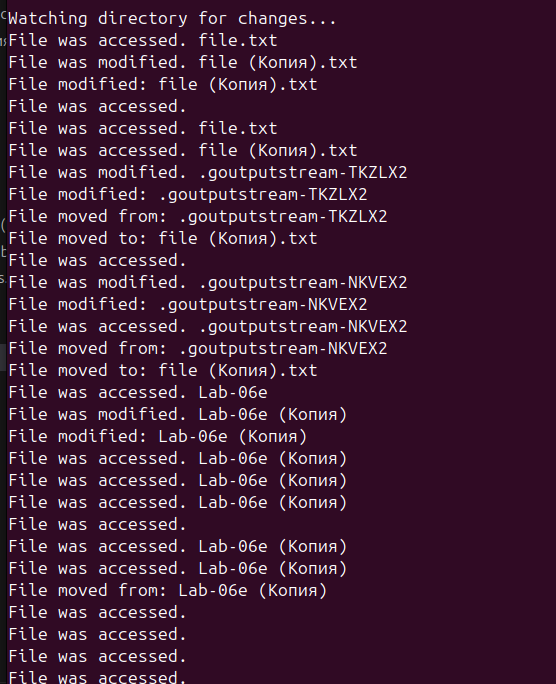 Watching directory for changes...
File was accessed. file.txt
File was modified. file (Копия).txt
File modified: file (Копия).txt
File was accessed.
File was accessed. file.txt
File was accessed. file (Копия).txt
File was modified. .goutputstream-TKZLX2
File modified: .goutputstream-TKZLX2
File moved from: .goutputstream-TKZLX2
File moved to: file (Копия).txt
File was accessed.
File was modified. .goutputstream-NKVEX2
File modified: .goutputstream-NKVEX2
File was accessed. .goutputstream-NKVEX2
File moved from: .goutputstream-NKVEX2
File moved to: file (Копия).txt
File was accessed. Lab-06e
File was modified. Lab-06e (Копия)
File modified: Lab-06e (Копия)
File was accessed. Lab-06e (Копия)
File was accessed. Lab-06e (Копия)
File was accessed. Lab-06e (Копия)
File was accessed.
File was accessed. Lab-06e (Копия)
File was accessed. Lab-06e (Копия)
File moved from: Lab-06e (Копия)
File was accessed.
File was accessed.
File was accessed.
File was accessed.